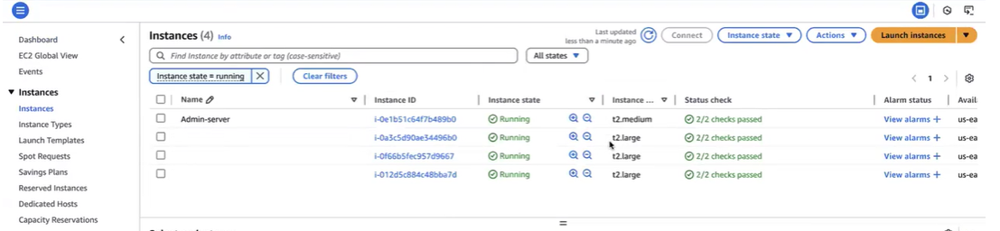 Instances (4) Info
Last updated
less than a minute ago
Connect
Instance state
Actions
Launch instances
Find Instance by attribute or tag (case-sensitive)
All states
Instance state = running
Clear filters
1
Dashboard
EC2 Global View
Events
Instances
Instances
Instance Types
Launch Templates
Spot Requests
Savings Plans
Reserved Instances
Dedicated Hosts
Capacity Reservations
Name Instance ID Instance state Instance ... Status check Alarm status Avail
Admin-server i-0e1b51c64f7b489b0 Running t2.medium 2/2 checks passed View alarms + us-ea
i-0a3c5d90ae34496b0 Running t2.large 2/2 checks passed View alarms + us-ea
i-0f66b5fec957d9667 Running t2.large 2/2 checks passed View alarms + us-ea
i-012d5c884c48bba7d Running t2.large 2/2 checks passed View alarms + us-ea